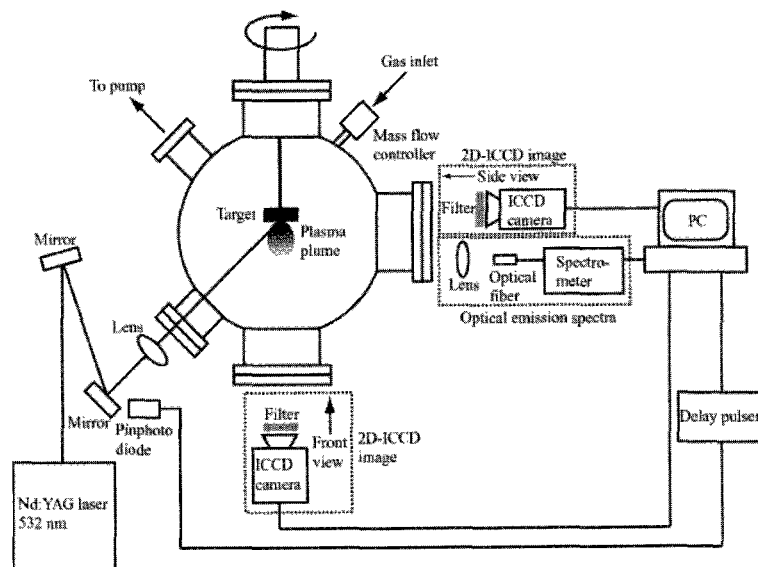 Gas inlet
To pump
Mass flow
controller
2D-ICCD image
Side view
Filter
ICCD
camera
PC
Target
Plasma
plume
Mirror
Lens
Optical
fiber
Spectro-
meter
Optical emission spectra
Lens
Mirror
Pinphoto
diode
Filter
Front
view
2D-ICCD
image
ICCD
camera
Delay pulser
Nd:YAG laser
532 nm